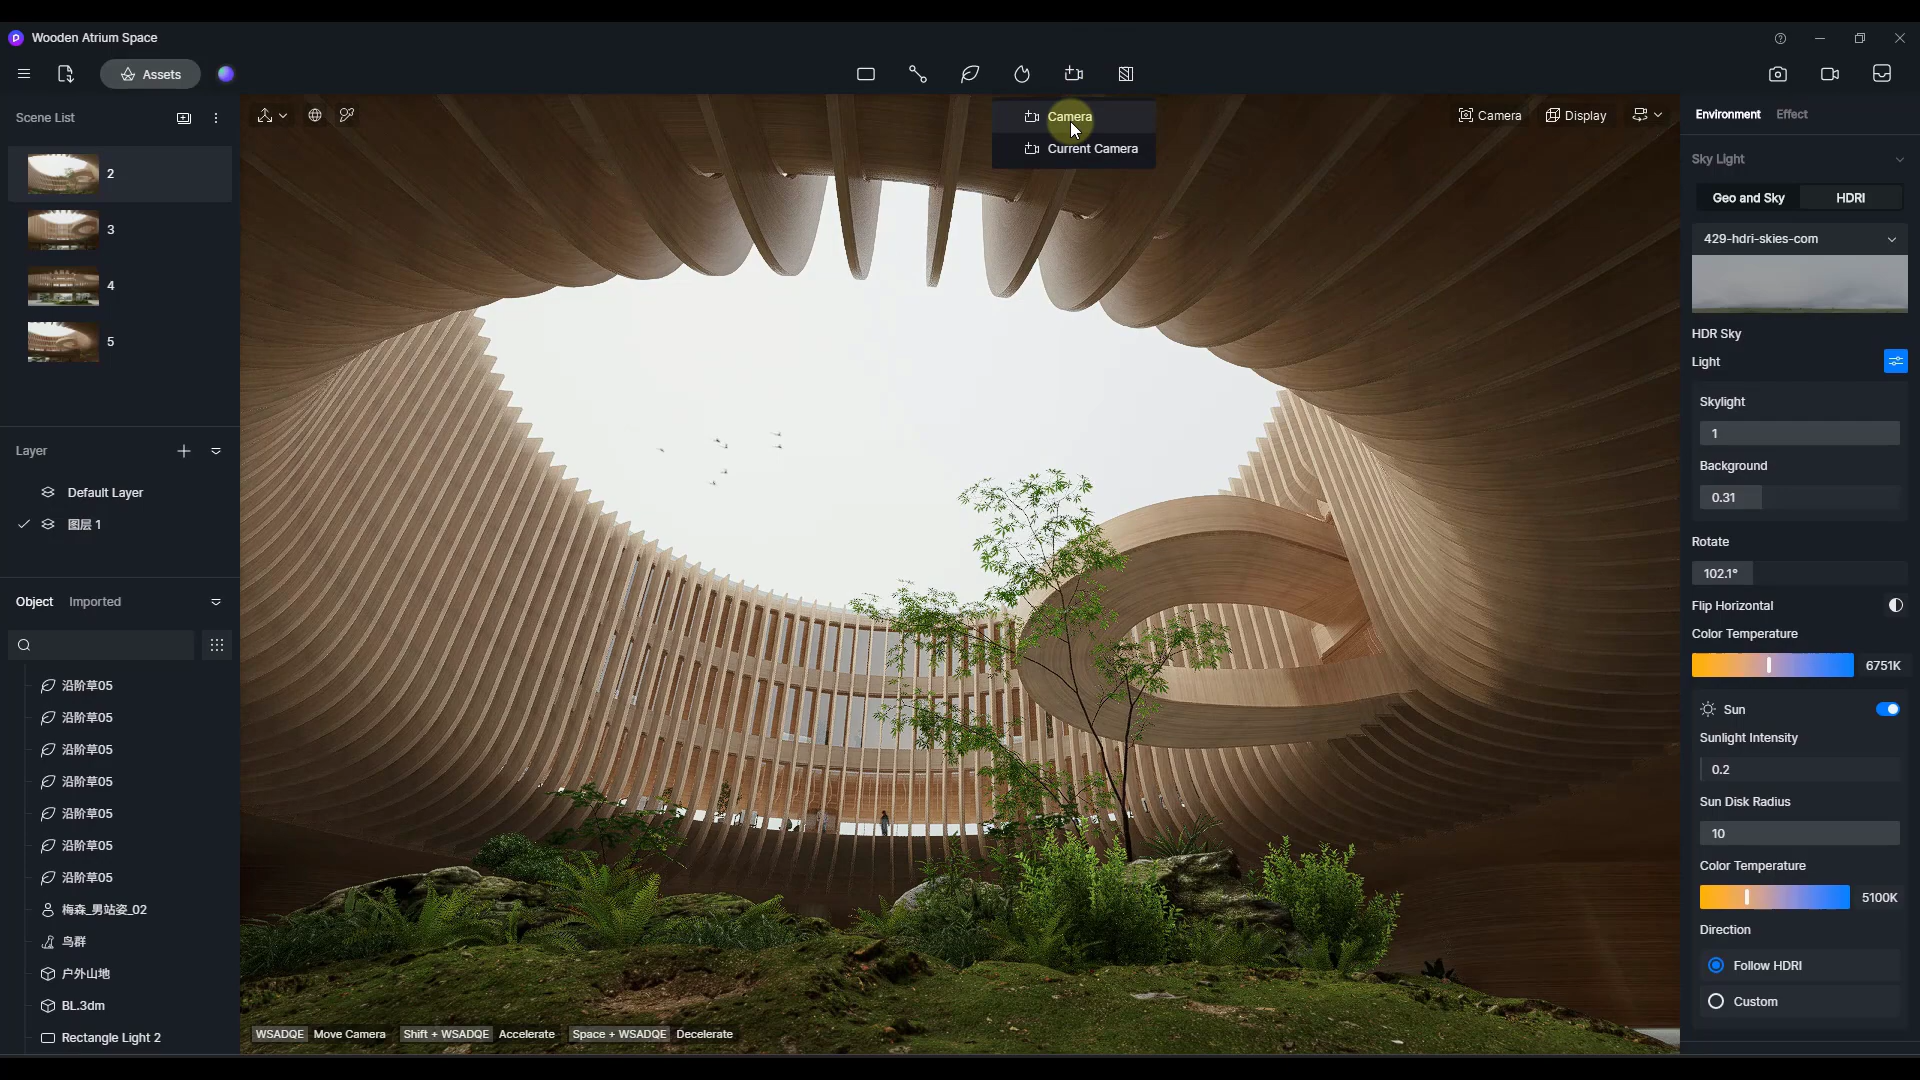 Wooden Atrium Space
Assets
Scene List
2
3
4
5
Layer
Default Layer
图层 1
Object
Imported
沿阶草05
沿阶草05
沿阶草05
沿阶草05
沿阶草05
沿阶草05
沿阶草05
梅森_男站姿_02
鸟群
户外山地
BL.3dm
Rectangle Light 2
Camera
Current Camera
Camera
Display
WSADQE Move Camera Shift + WSADQE Accelerate Space + WSADQE Decelerate
Environment Effect
Sky Light
Geo and Sky HDRI
429-hdri-skies-com
HDR Sky
Light
Skylight
1
Background
0.31
Rotate
102.1°
Flip Horizontal
Color Temperature
6751K
Sun
Sunlight Intensity
0.2
Sun Disk Radius
10
Color Temperature
5100K
Direction
Follow HDRI
Custom